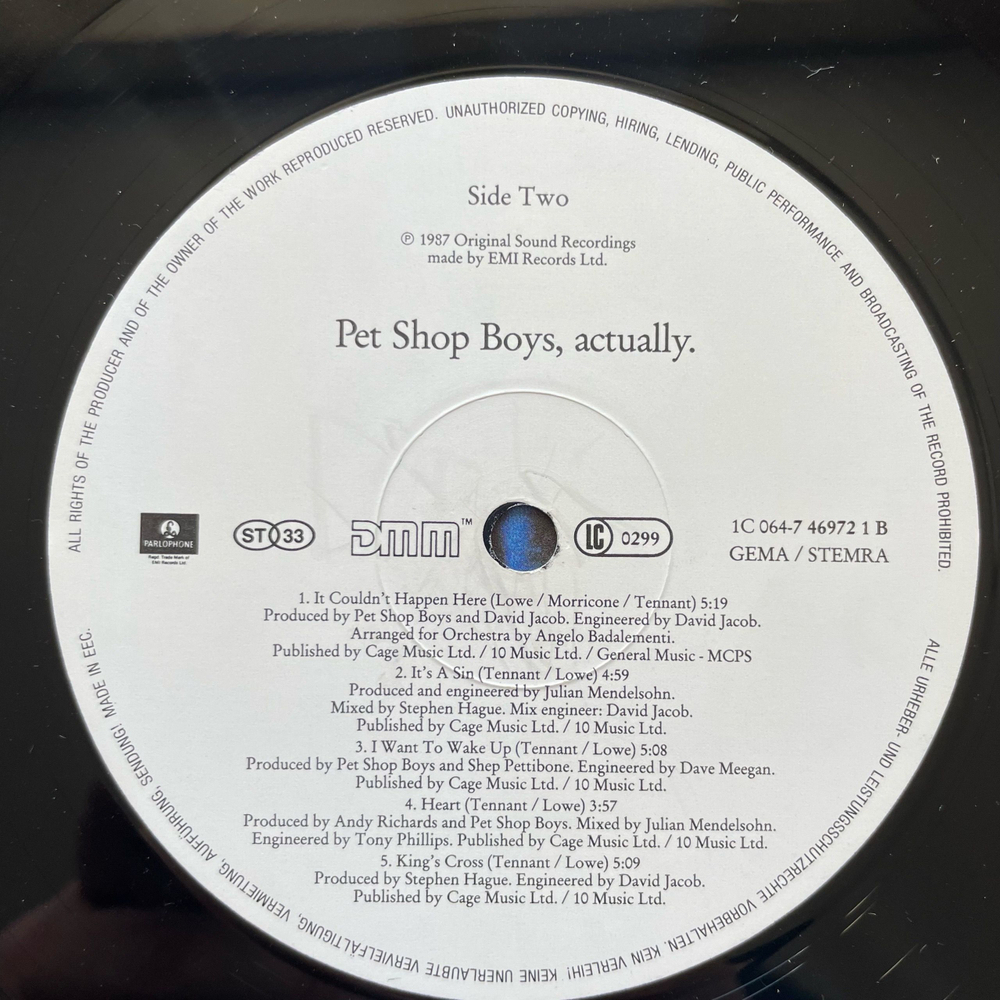 ALL RIGHTS OF THE PRODUCER AND OF THE OWNER OF THE WORK REPRODUCED RESERVED. UNAUTHORIZED COPYING, HIRING, LENDING, PUBLIC PERFORMANCE AND BROADCASTING OF THE RECORD PROHIBITED.
Side Two
℗ 1987 Original Sound Recordings
made by EMI Records Ltd.
Pet Shop Boys, actually.
PARLOPHONE
Regd. Trade Mark of
EMI Records Ltd
ST 33
DMM™
LC 0299
1C 064-7 46972 1 B
GEMA / STEMRA
1. It Couldn't Happen Here (Lowe / Morricone / Tennant) 5:19
Produced by Pet Shop Boys and David Jacob. Engineered by David Jacob.
Arranged for Orchestra by Angelo Badalementi.
Published by Cage Music Ltd. / 10 Music Ltd. / General Music - MCPS
2. It's A Sin (Tennant / Lowe) 4:59
Produced and engineered by Julian Mendelsohn.
Mixed by Stephen Hague. Mix engineer: David Jacob.
Published by Cage Music Ltd. / 10 Music Ltd.
3. I Want To Wake Up (Tennant / Lowe) 5:08
Produced by Pet Shop Boys and Shep Pettibone. Engineered by Dave Meegan.
Published by Cage Music Ltd. / 10 Music Ltd.
4. Heart (Tennant / Lowe) 3:57
Produced by Andy Richards and Pet Shop Boys. Mixed by Julian Mendelsohn.
Engineered by Tony Phillips. Published by Cage Music Ltd. / 10 Music Ltd.
5. King's Cross (Tennant / Lowe) 5:09
Produced by Stephen Hague. Engineered by David Jacob.
Published by Cage Music Ltd. / 10 Music Ltd.
ALLE URHEBER- UND LEISTUNGSSCHUTZRECHTE VORBEHALTEN. KEIN VERLEIH! KEINE UNERLAUBTE VERVIELFÄLTIGUNG, VERMIETUNG, AUFFÜHRUNG, SENDUNG! MADE IN EEC.